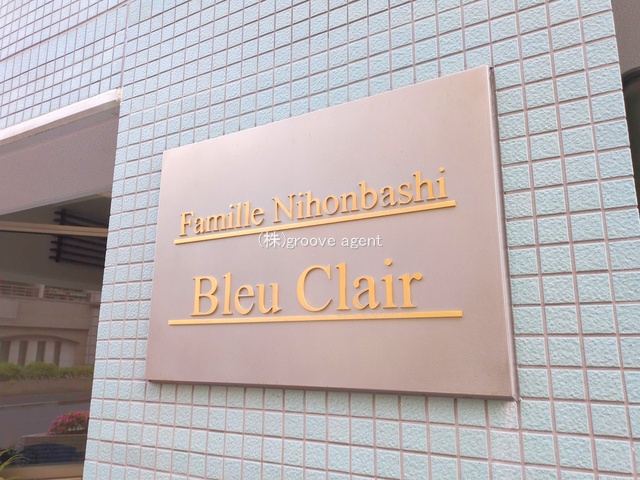 Famille Nihonbashi
(株)groove agent
Bleu Clair